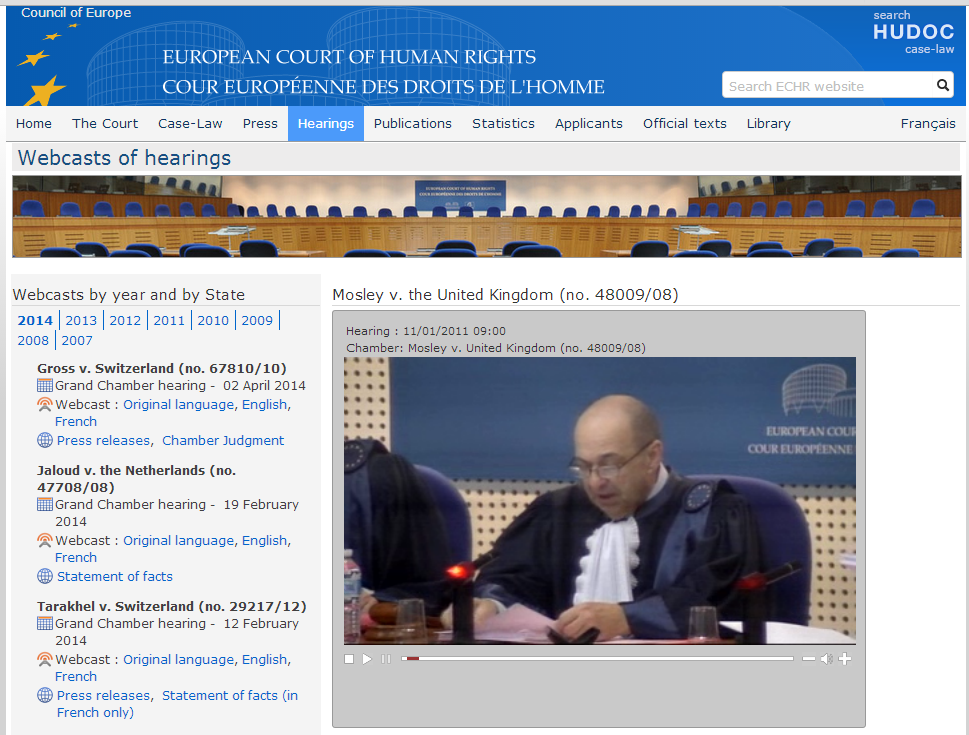 Council of Europe
search
HUDOC
case-law
EUROPEAN COURT OF HUMAN RIGHTS
COUR EUROPÉENNE DES DROITS DE L'HOMME
Search ECHR website
Home The Court Case-Law Press Hearings Publications Statistics Applicants Official texts Library Français
Webcasts of hearings
EUROPEAN COURT OF HUMAN RIGHTS
COUR EUROPÉENNE DES DROITS DE L'HOMME
Webcasts by year and by State
2014 2013 2012 2011 2010 2009
2008 2007
Gross v. Switzerland (no. 67810/10)
Grand Chamber hearing - 02 April 2014
Webcast : Original language, English,
French
Press releases, Chamber Judgment
Jaloud v. the Netherlands (no.
47708/08)
Grand Chamber hearing - 19 February
2014
Webcast : Original language, English,
French
Statement of facts
Tarakhel v. Switzerland (no. 29217/12)
Grand Chamber hearing - 12 February
2014
Webcast : Original language, English,
French
Press releases, Statement of facts (in
French only)
Mosley v. the United Kingdom (no. 48009/08)
Hearing : 11/01/2011 09:00
Chamber: Mosley v. United Kingdom (no. 48009/08)
EUROPEAN COUR
COUR EUROPÉENNE